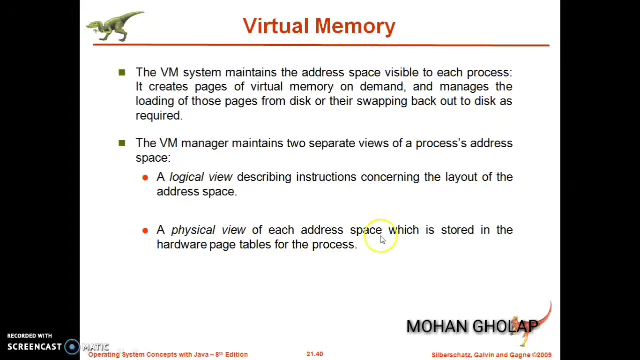 Virtual Memory
The VM system maintains the address space visible to each process:
It creates pages of virtual memory on demand, and manages the
loading of those pages from disk or their swapping back out to disk as
required.
The VM manager maintains two separate views of a process's address
space:
A logical view describing instructions concerning the layout of the
address space.
A physical view of each address space which is stored in the
hardware page tables for the process.
MOHAN GHOLAP
RECORDED WITH
SCREENCAST MATIC
Operating System Concepts with Java – 8th Edition
21.40
Silberschatz, Galvin and Gagne ©2009